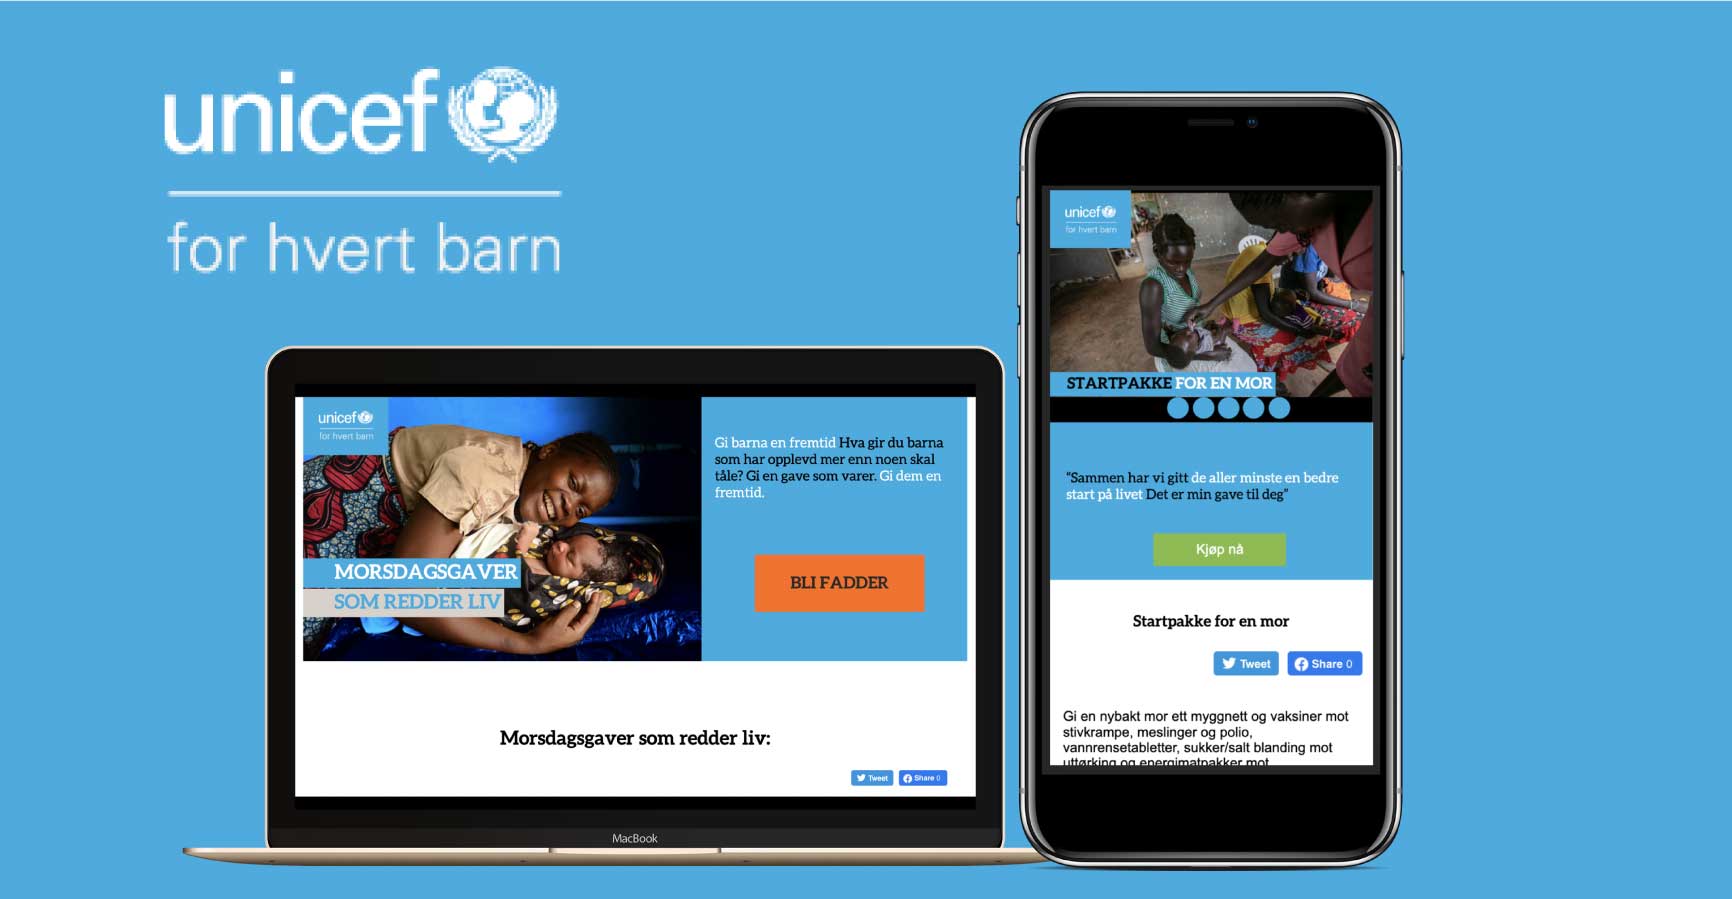 unicef
for hvert barn
unicef
for hvert barn
MORSDAGSGAVER
SOM REDDER LIV
Gi barna en fremtid Hva gir du barna
som har opplevd mer enn noen skal
tåle? Gi en gave som varer. Gi dem en
fremtid.
BLI FADDER
Morsdagsgaver som redder liv:
Tweet
Share 0
MacBook
unicef
for hvert barn
STARTPAKKE FOR EN MOR
"Sammen har vi gitt de aller minste en bedre
start på livet Det er min gave til deg"
Kjøp nå
Startpakke for en mor
Tweet
Share 0
Gi en nybakt mor ett myggnett og vaksiner mot
stivkrampe, meslinger og polio,
vannrensetabletter, sukker/salt blanding mot
uttørking og energimatpakker mot